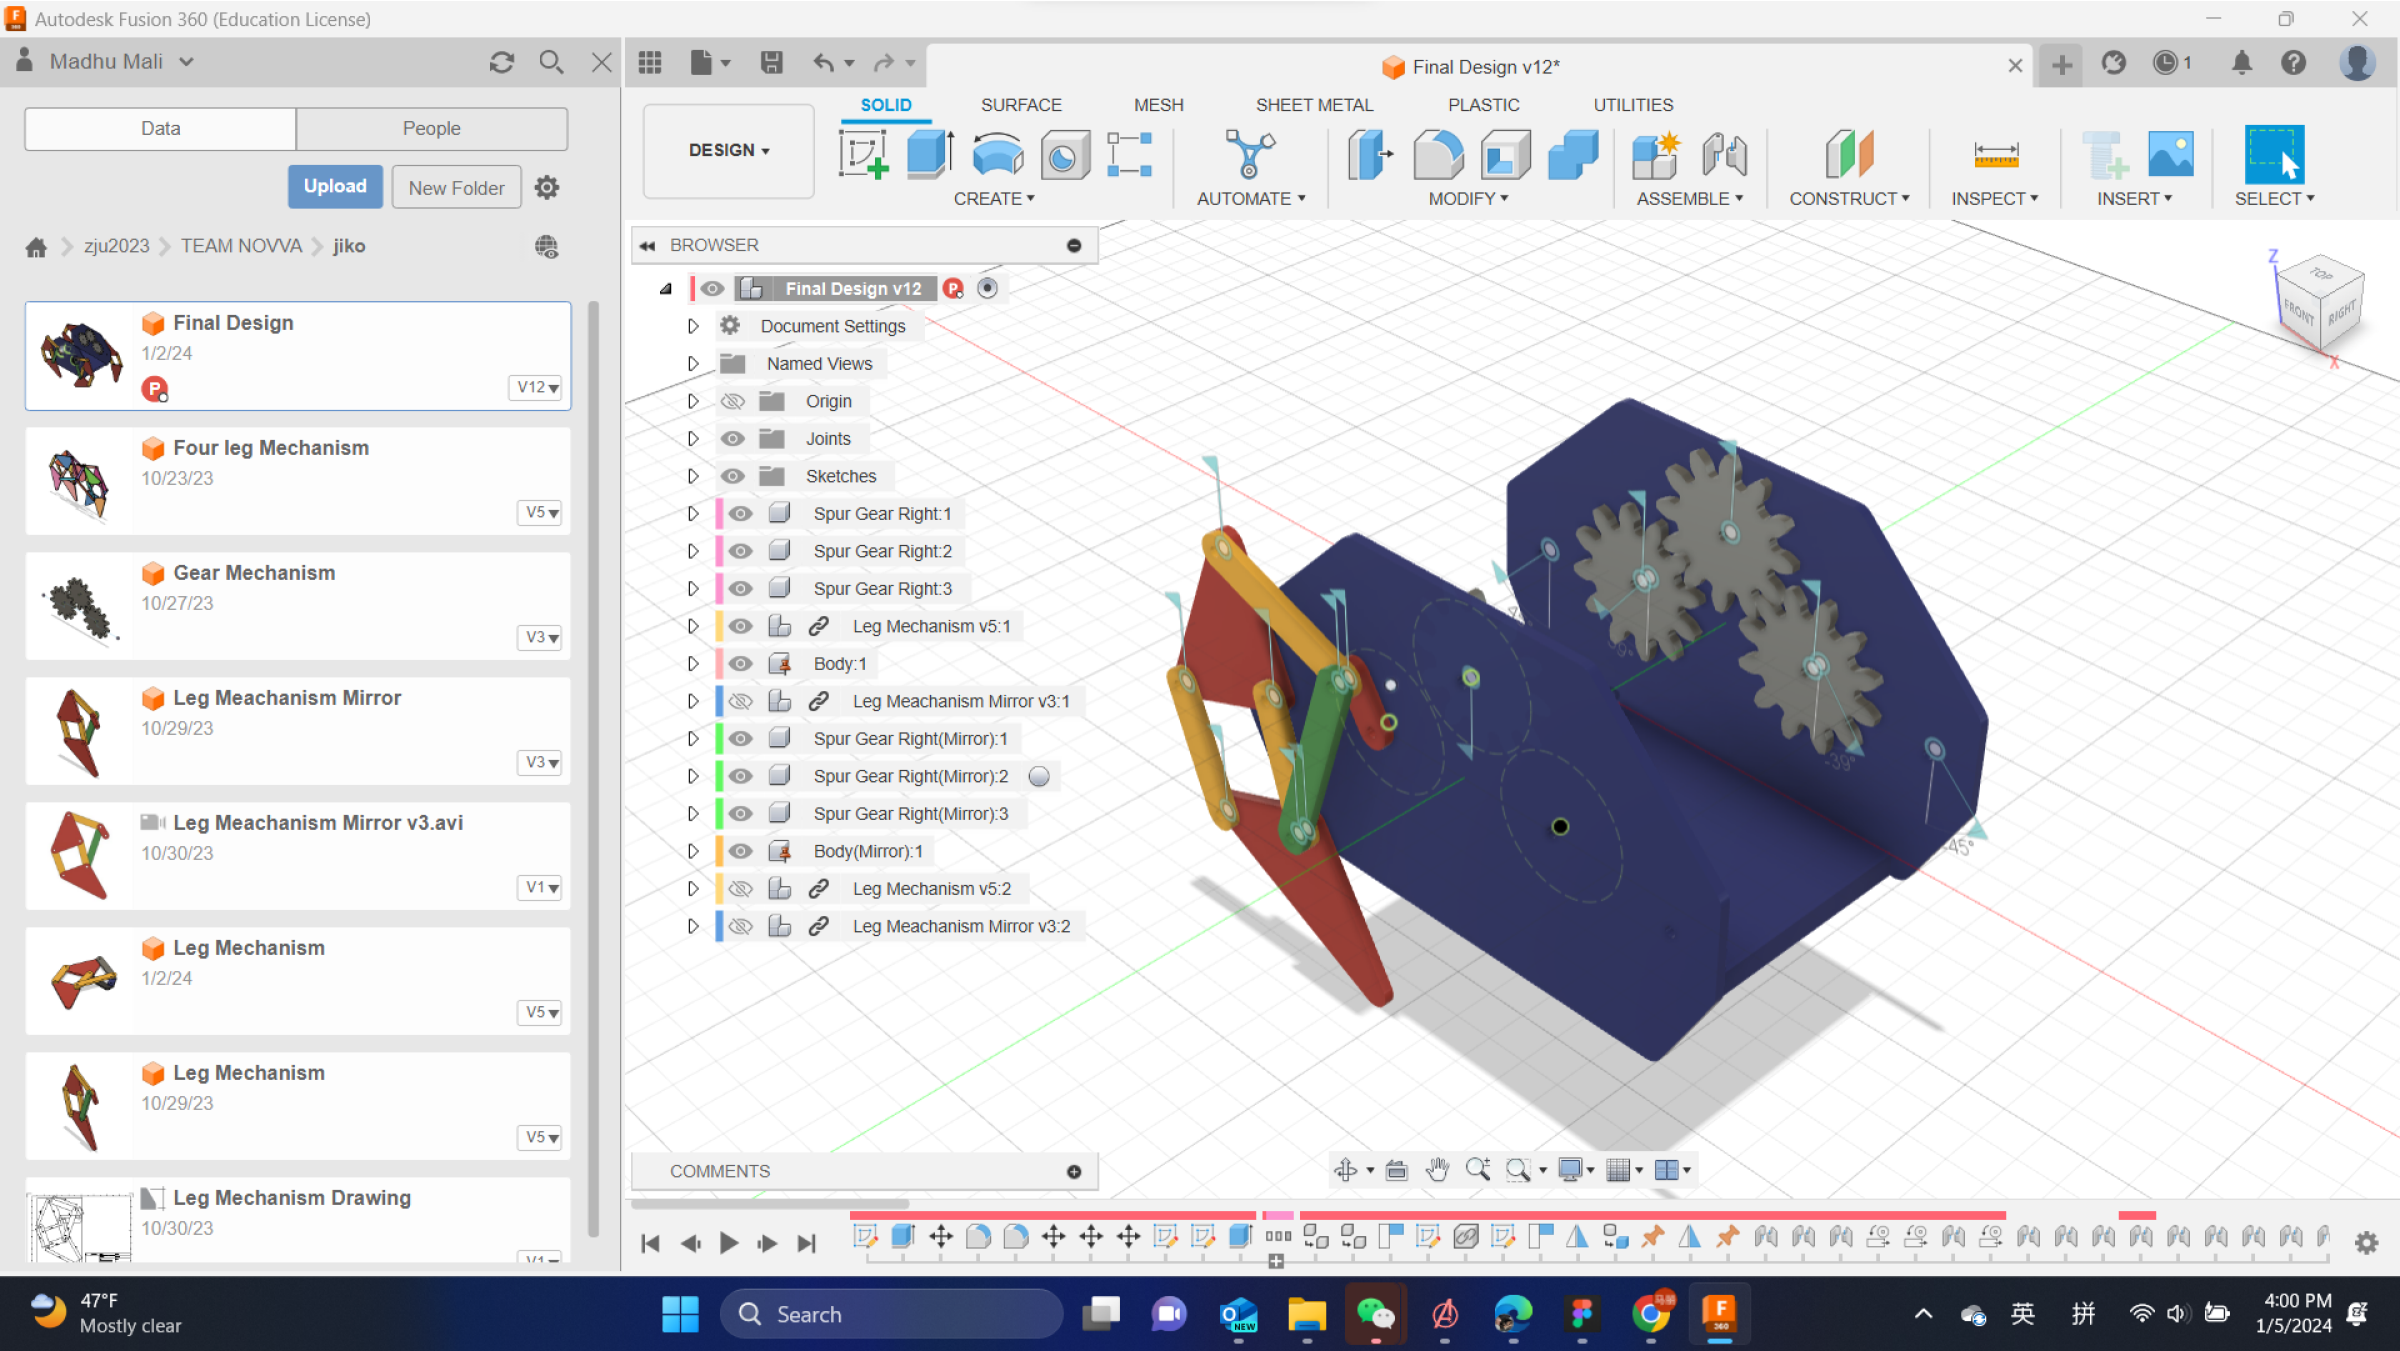 Autodesk Fusion 360 (Education License)
Madhu Mali
Final Design v12*
1
Data
People
Upload
New Folder
zju2023
TEAM NOVVA
jiko
Final Design
1/2/24
P
V12
Four leg Mechanism
10/23/23
V5
Gear Mechanism
10/27/23
V3
Leg Meachanism Mirror
10/29/23
V3
Leg Meachanism Mirror v3.avi
10/30/23
V1
Leg Mechanism
1/2/24
V5
Leg Mechanism
10/29/23
V5
Leg Mechanism Drawing
10/30/23
V1
DESIGN
SOLID
SURFACE
MESH
SHEET METAL
PLASTIC
UTILITIES
CREATE
AUTOMATE
MODIFY
ASSEMBLE
CONSTRUCT
INSPECT
INSERT
SELECT
BROWSER
Final Design v12
P
Document Settings
Named Views
Origin
Joints
Sketches
Spur Gear Right:1
Spur Gear Right:2
Spur Gear Right:3
Leg Mechanism v5:1
Body:1
Leg Meachanism Mirror v3:1
Spur Gear Right(Mirror):1
Spur Gear Right(Mirror):2
Spur Gear Right(Mirror):3
Body(Mirror):1
Leg Mechanism v5:2
Leg Meachanism Mirror v3:2
Z
TOP
FRONT
RIGHT
X
-39°
-45°
COMMENTS
47°F
Mostly clear
Search
NEW
F
360
英
拼
4:00 PM
1/5/2024